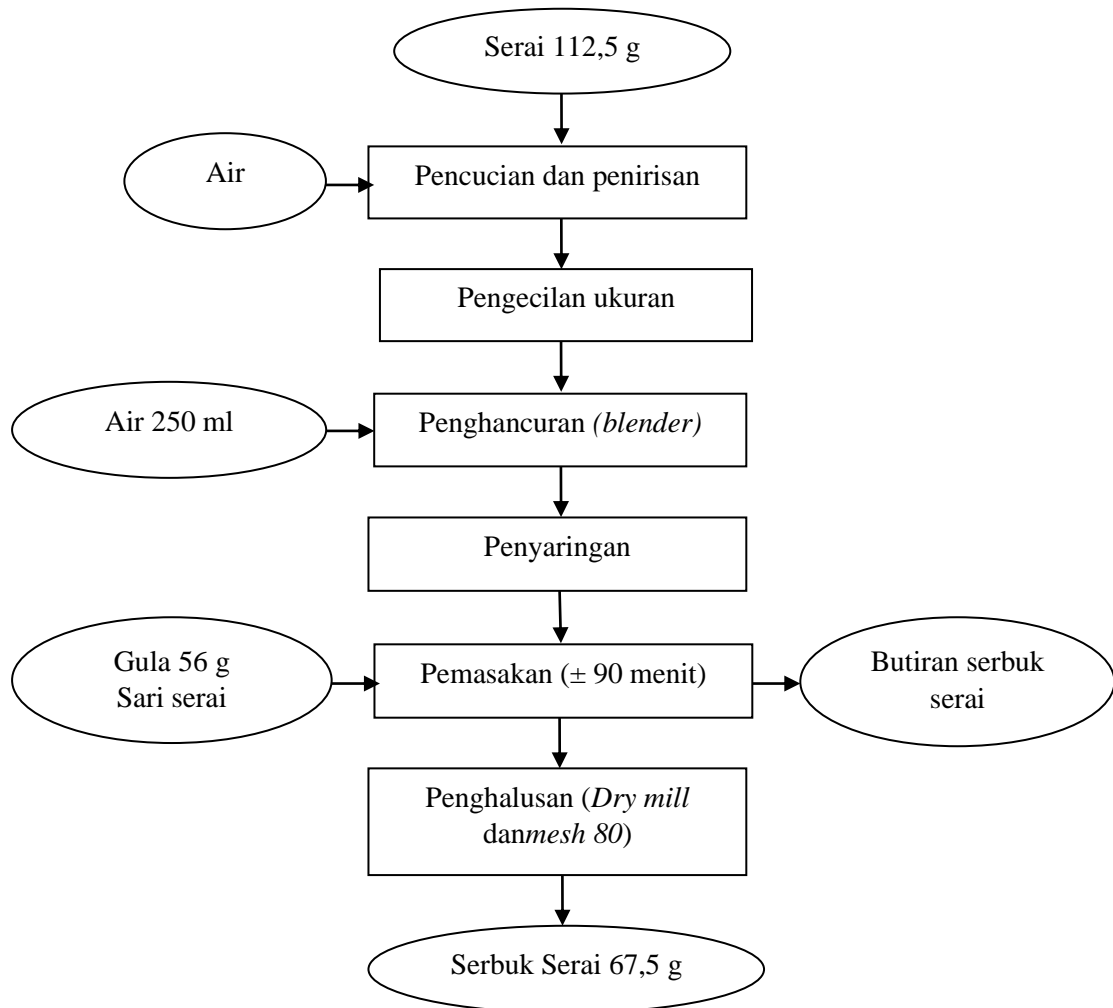 Serai 112,5 g
Air
Pencucian dan penirisan
Pengecilan ukuran
Air 250 ml
Penghancuran (blender)
Penyaringan
Gula 56 g
Sari serai
Pemasakan (± 90 menit)
Butiran serbuk
serai
Penghalusan (Dry mill
danmesh 80)
Serbuk Serai 67,5 g